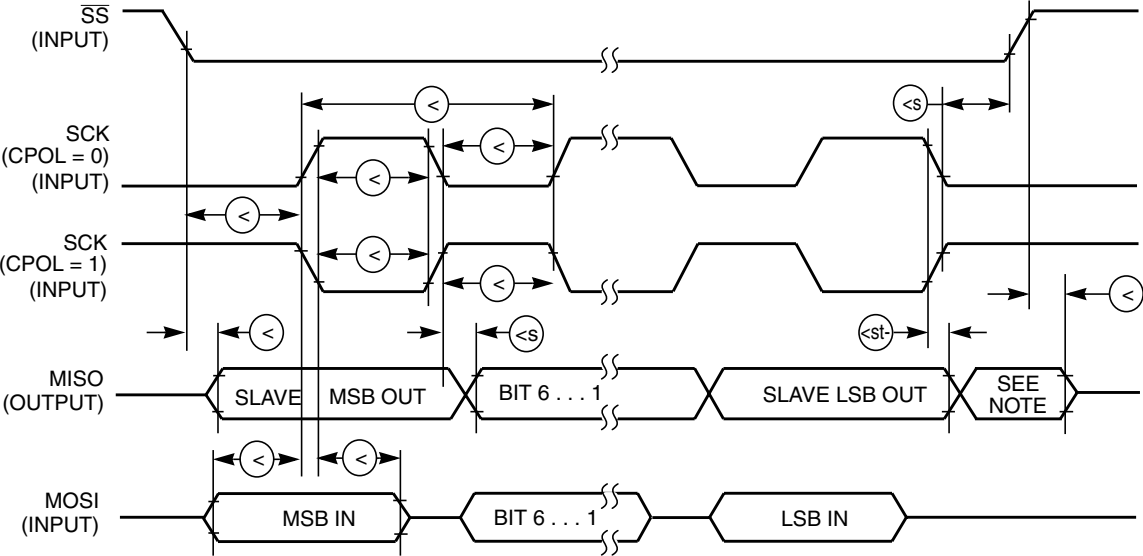 SS
(INPUT)
<
<s
SCK
(CPOL = 0)
(INPUT)
<
<
<
SCK
(CPOL = 1)
(INPUT)
<
<
<
<
<s
<st-
MISO
(OUTPUT)
SLAVE MSB OUT
BIT 6 . . . 1
SLAVE LSB OUT
SEE
NOTE
<
<
MOSI
(INPUT)
MSB IN
BIT 6 . . . 1
LSB IN